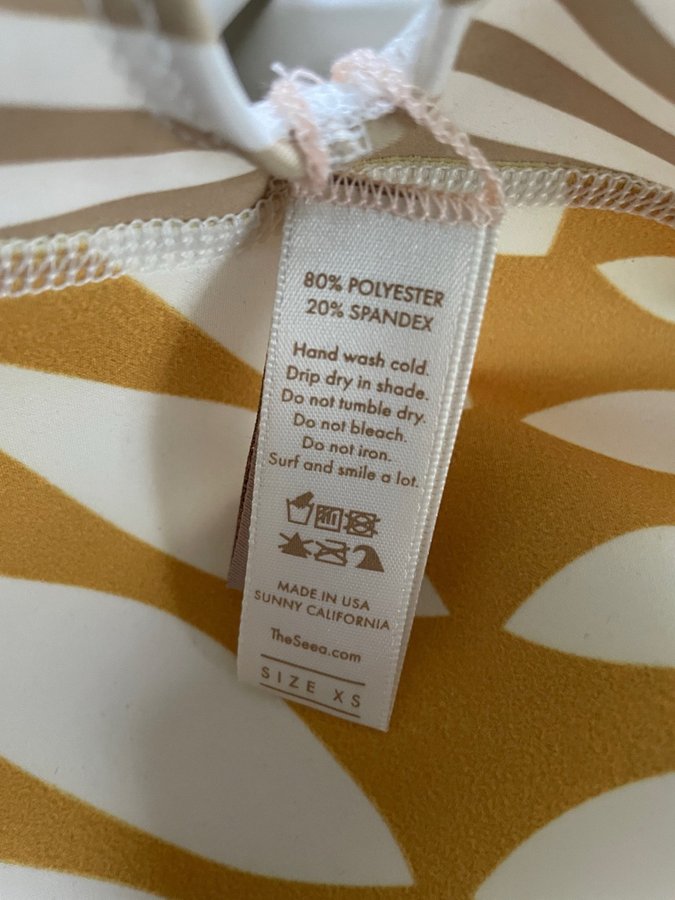 80% POLYESTER
20% SPANDEX
Hand wash cold.
Drip dry in shade.
Do not tumble dry.
Do not bleach.
Do not iron.
Surf and smile a lot.
MADE IN USA
SUNNY CALIFORNIA
TheSeea.com
SIZE XS